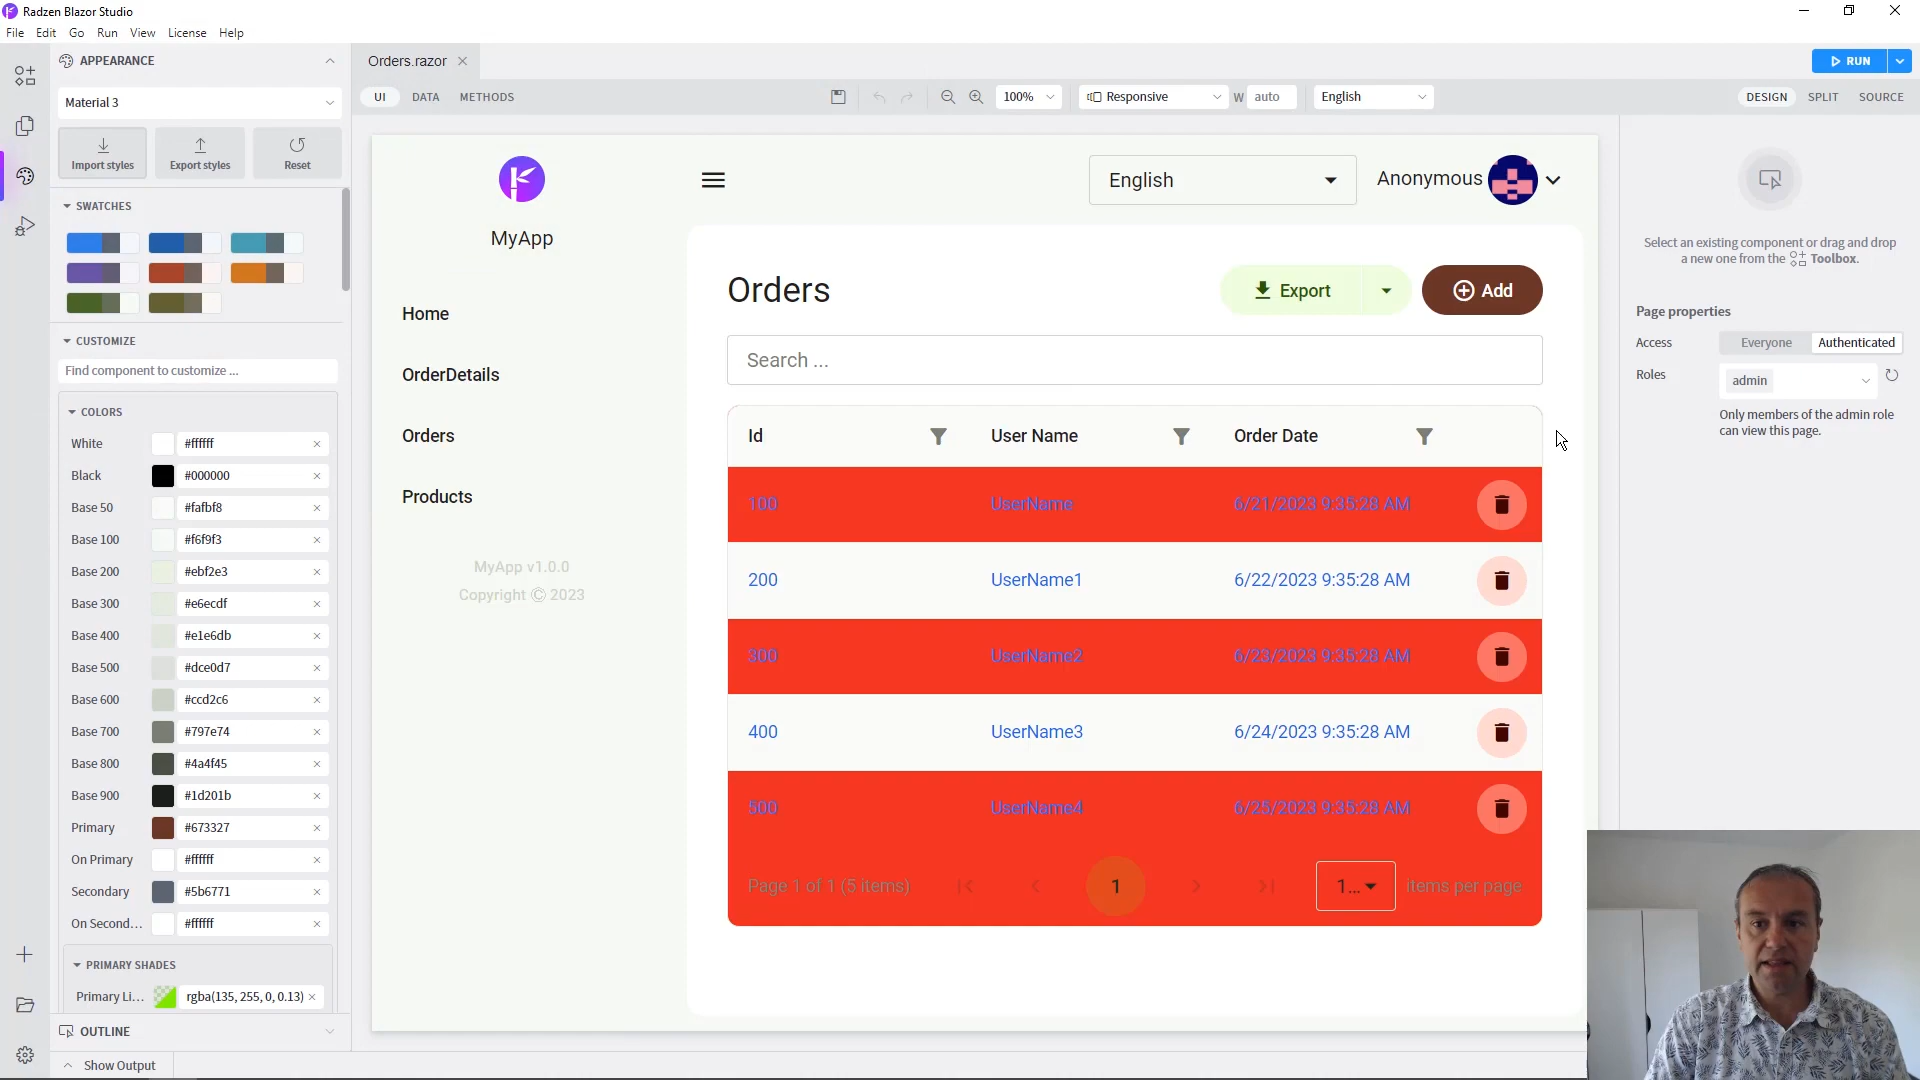 Radzen Blazor Studio
File Edit Go Run View License Help
APPEARANCE
Material 3
Import styles Export styles Reset
SWATCHES
CUSTOMIZE
Find component to customize ...
COLORS
White #ffffff
Black #000000
Base 50 #fafbf8
Base 100 #f6f9f3
Base 200 #ebf2e3
Base 300 #e6ecdf
Base 400 #e1e6db
Base 500 #dce0d7
Base 600 #ccd2c6
Base 700 #797e74
Base 800 #4a4f45
Base 900 #1d201b
Primary #673327
On Primary #ffffff
Secondary #5b6771
On Second... #ffffff
PRIMARY SHADES
Primary Li... rgba(135, 255, 0, 0.13)
OUTLINE
Show Output
Orders.razor
RUN
UI DATA METHODS
100% Responsive W auto English
DESIGN SPLIT SOURCE
MyApp
Home
OrderDetails
Orders
Products
MyApp v1.0.0
Copyright © 2023
English Anonymous
Orders Export Add
Search ...
Id User Name Order Date
100 UserName 6/21/2023 9:35:28 AM
200 UserName1 6/22/2023 9:35:28 AM
300 UserName2 6/23/2023 9:35:28 AM
400 UserName3 6/24/2023 9:35:28 AM
500 UserName4 6/25/2023 9:35:28 AM
Page 1 of 1 (5 items) 1 1... items per page
Select an existing component or drag and drop
a new one from the Toolbox.
Page properties
Access Everyone Authenticated
Roles admin
Only members of the admin role
can view this page.